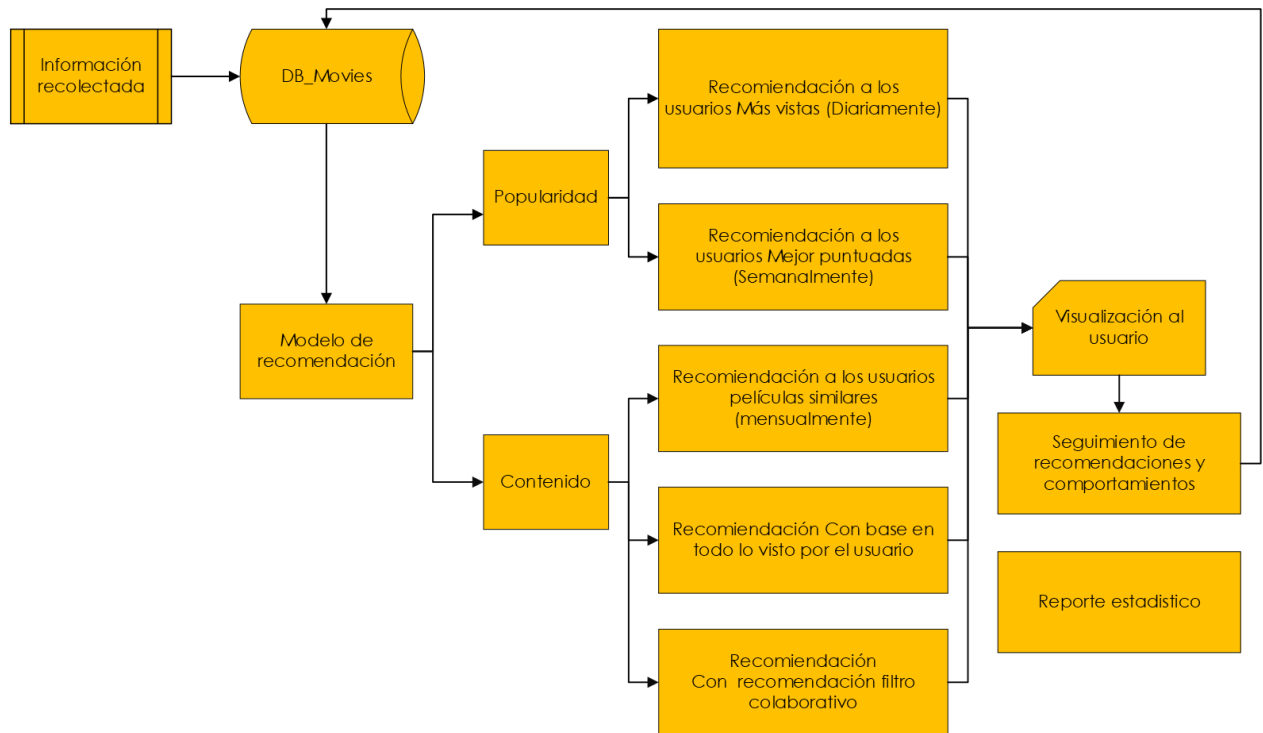 Información
recolectada
DB_Movies
Recomiendación a los
usuarios Más vistas (Diariamente)
Popularidad
Recomiendación a los
usuarios Mejor puntuadas
(Semanalmente)
Modelo de
recomendación
Visualización al
usuario
Recomiendación a los usuarios
películas similares
(mensualmente)
Contenido
Seguimiento de
recomendaciones y
comportamientos
Recomiendación Con base en
todo lo visto por el usuario
Reporte estadistico
Recomiendación
Con recomendación filtro
colaborativo